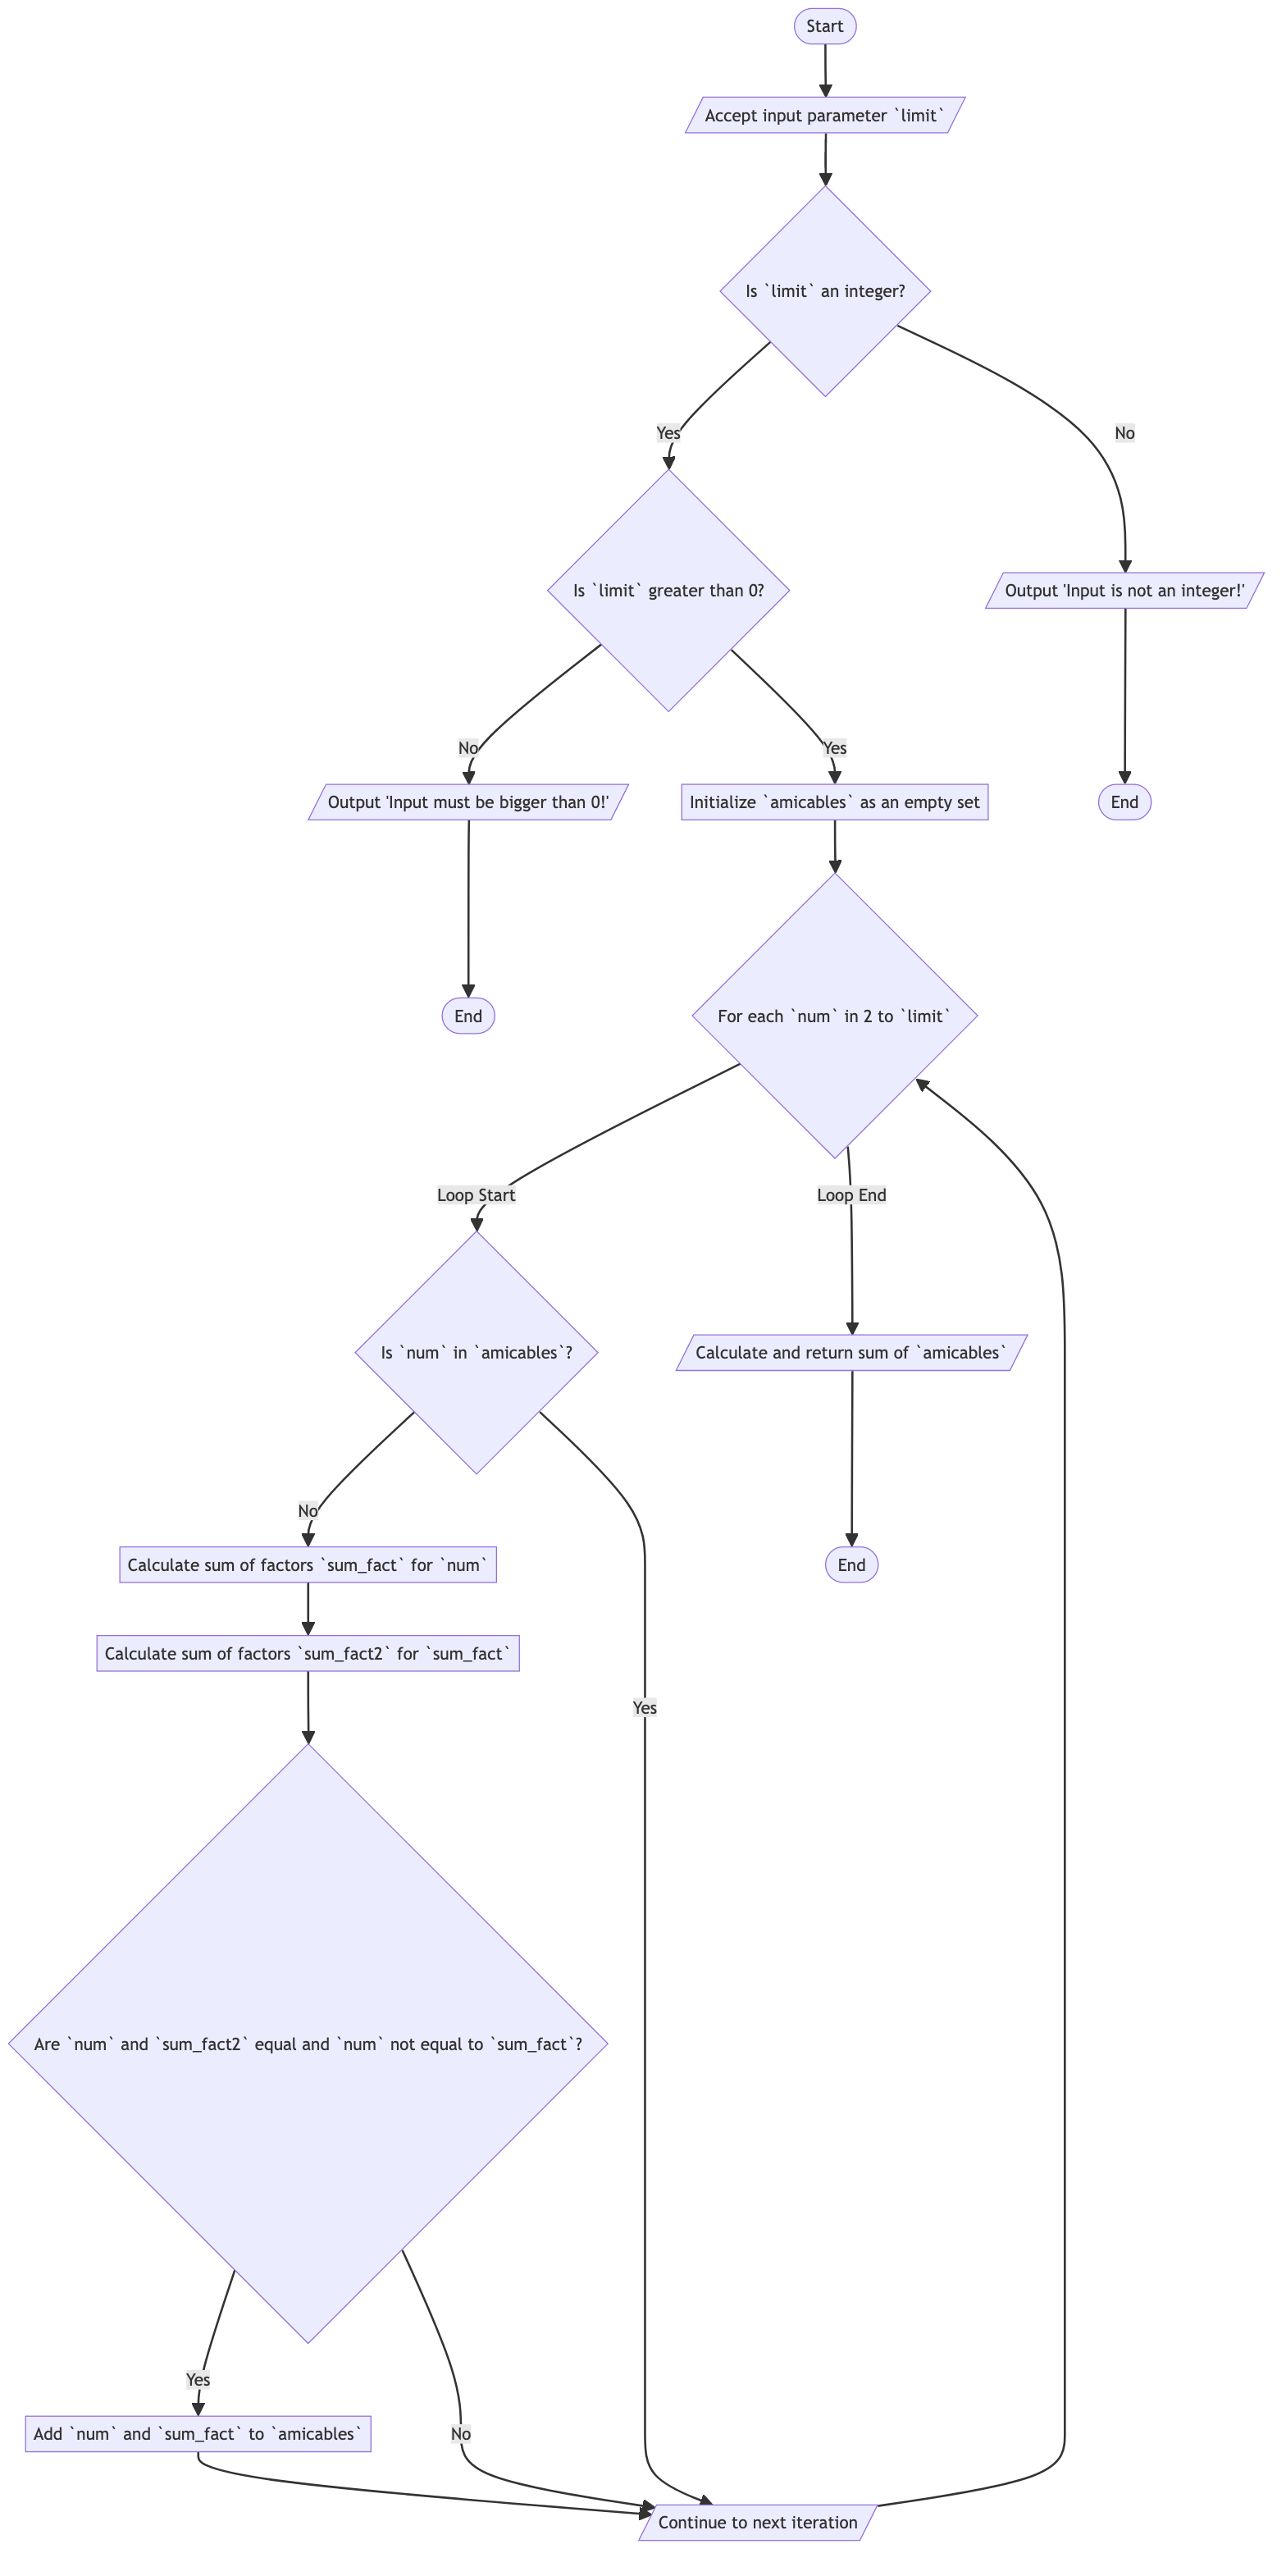 Start
Accept input parameter `limit`
Is `limit` an integer?
Yes
No
Is `limit` greater than 0?
Output 'Input is not an integer!'
No
Yes
Output 'Input must be bigger than 0!'
Initialize `amicables` as an empty set
End
End
For each `num` in 2 to `limit`
Loop Start
Loop End
Is `num` in `amicables`?
Calculate and return sum of `amicables`
No
Calculate sum of factors `sum_fact` for `num`
End
Calculate sum of factors `sum_fact2` for `sum_fact`
Yes
Are `num` and `sum_fact2` equal and `num` not equal to `sum_fact`?
Yes
Add `num` and `sum_fact` to `amicables`
No
Continue to next iteration